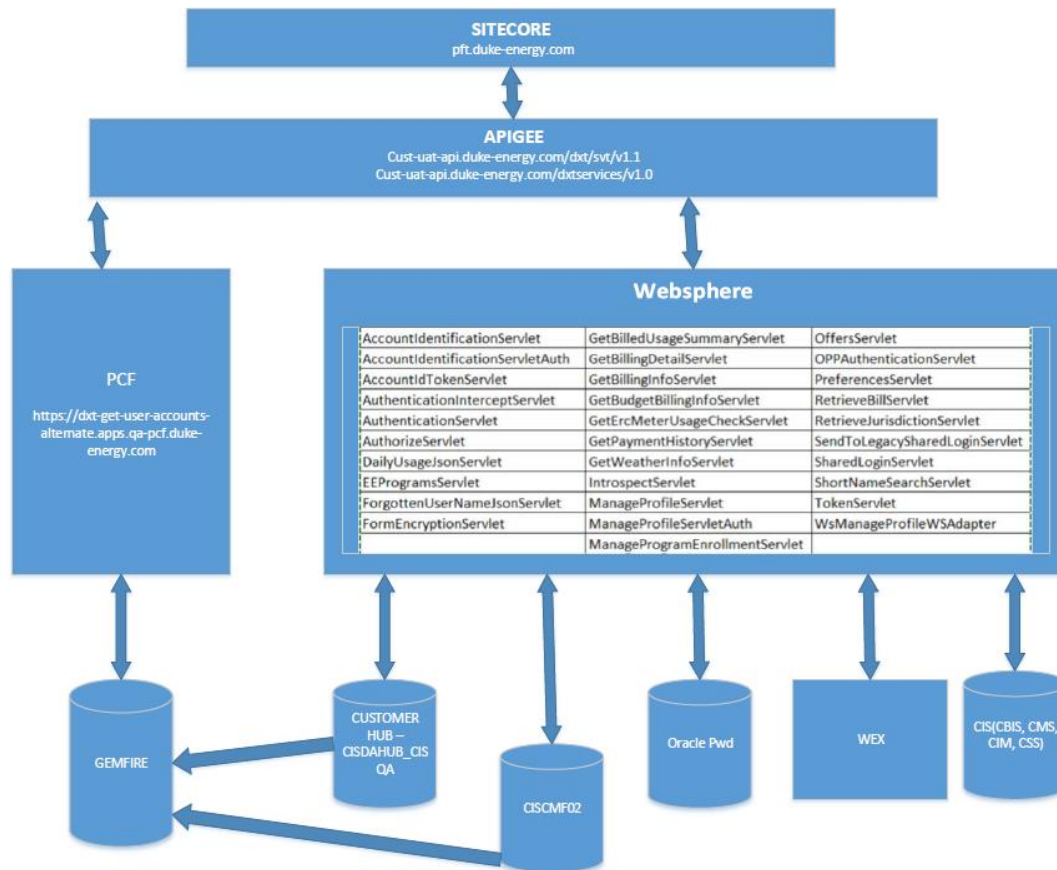 SITECORE
pft.duke-energy.com
APIGEE
Cust-uat-api.duke-energy.com/dxt/svt/v1.1
Cust-uat-api.duke-energy.com/dxtservices/v1.0
PCF
https://dxt-get-user-accounts-
alternate.apps.qa-pcf.duke-
energy.com
Websphere
AccountIdentificationServlet GetBilledUsageSummaryServlet OffersServlet
AccountIdentificationServletAuth GetBillingDetailServlet OPPAuthenticationServlet
AccountIdTokenServlet GetBillingInfoServlet PreferencesServlet
AuthenticationInterceptServlet GetBudgetBillingInfoServlet RetrieveBillServlet
AuthenticationServlet GetErcMeterUsageCheckServlet RetrieveJurisdictionServlet
AuthorizeServlet GetPaymentHistoryServlet SendToLegacySharedLoginServlet
DailyUsageJsonServlet GetWeatherInfoServlet SharedLoginServlet
EEProgramsServlet IntrospectServlet ShortNameSearchServlet
ForgottenUserNameJsonServlet ManageProfileServlet TokenServlet
FormEncryptionServlet ManageProfileServletAuth WsManageProfileWSAdapter
ManageProgramEnrollmentServlet
GEMFIRE
CUSTOMER
HUB –
CISDAHUB_CIS
QA
CISCMF02
Oracle Pwd
WEX
CIS(CBIS, CMS,
CIM, CSS)